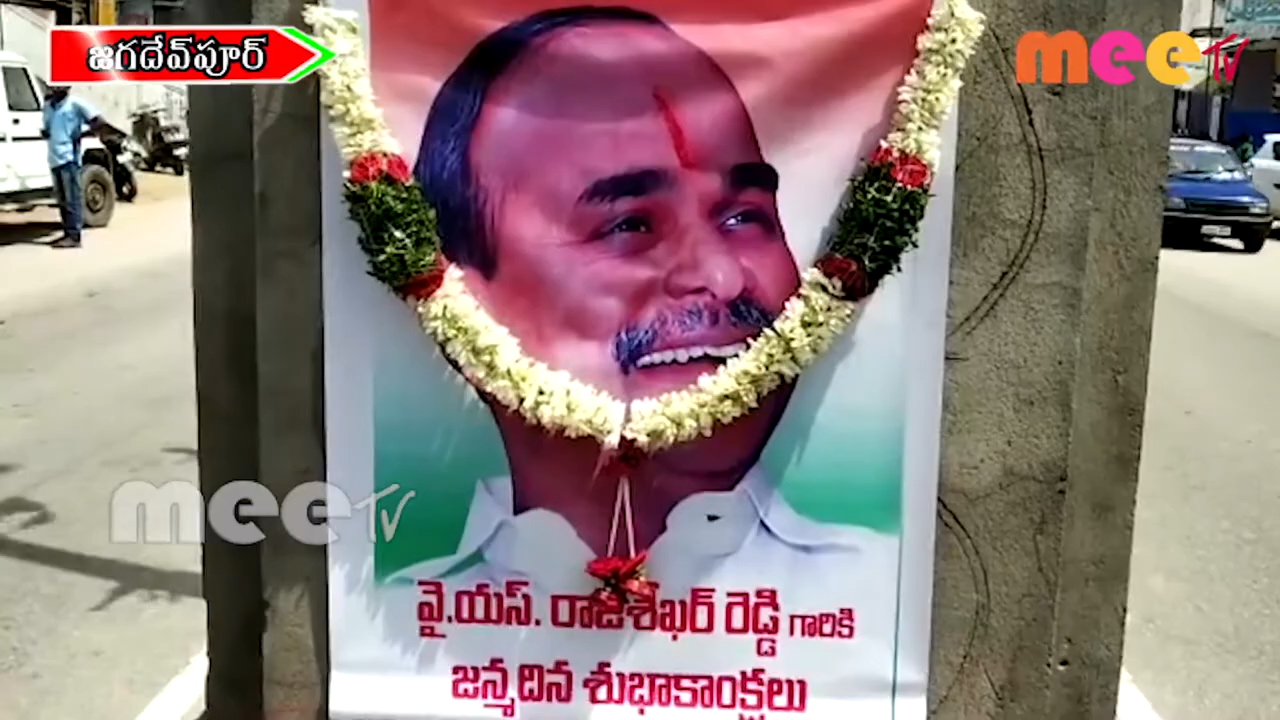 జగదేవ్‌పూర్
mee TV
mee TV
వై.యస్. రాజశేఖర్ రెడ్డి గారికి
జన్మదిన శుభాకాంక్షలు